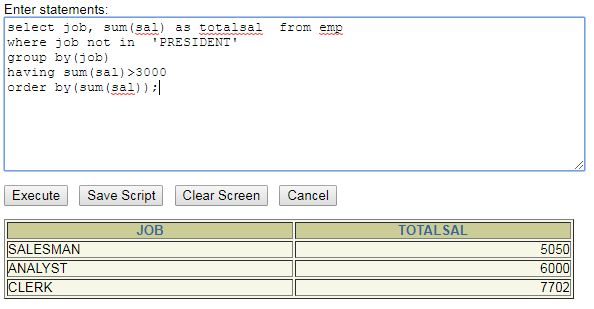 Enter statements:
select job, sum(sal) as totalsal  from emp
where job not in  'PRESIDENT'
group by(job)
having sum(sal)>3000
order by(sum(sal));
Execute Save Script Clear Screen Cancel
JOB TOTALSAL
SALESMAN 5050
ANALYST 6000
CLERK 7702